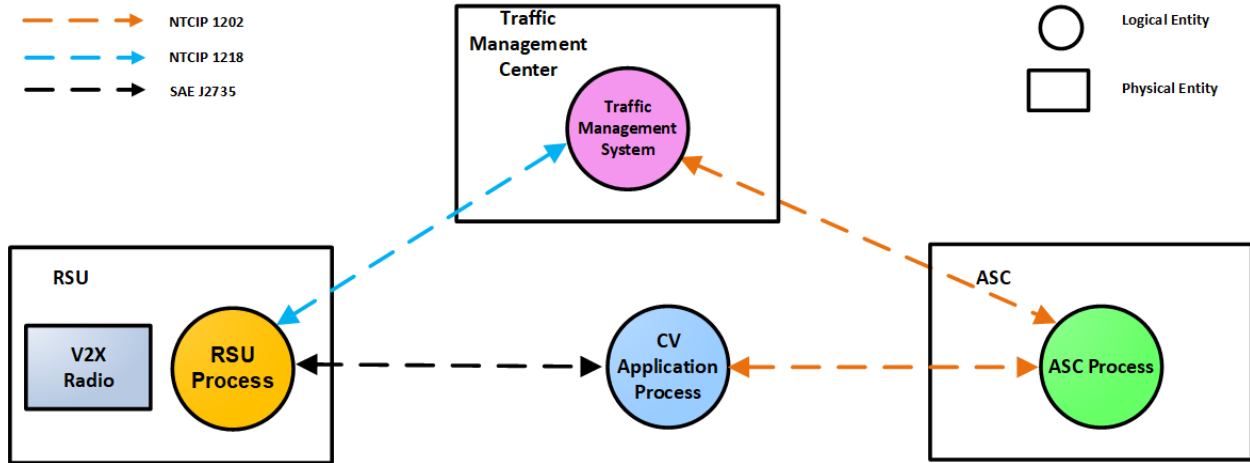 NTCIP 1202
NTCIP 1218
SAE J2735
Traffic
Management
Center
Traffic
Management
System
Logical Entity
Physical Entity
RSU
V2X
Radio
RSU
Process
CV
Application
Process
ASC
ASC Process